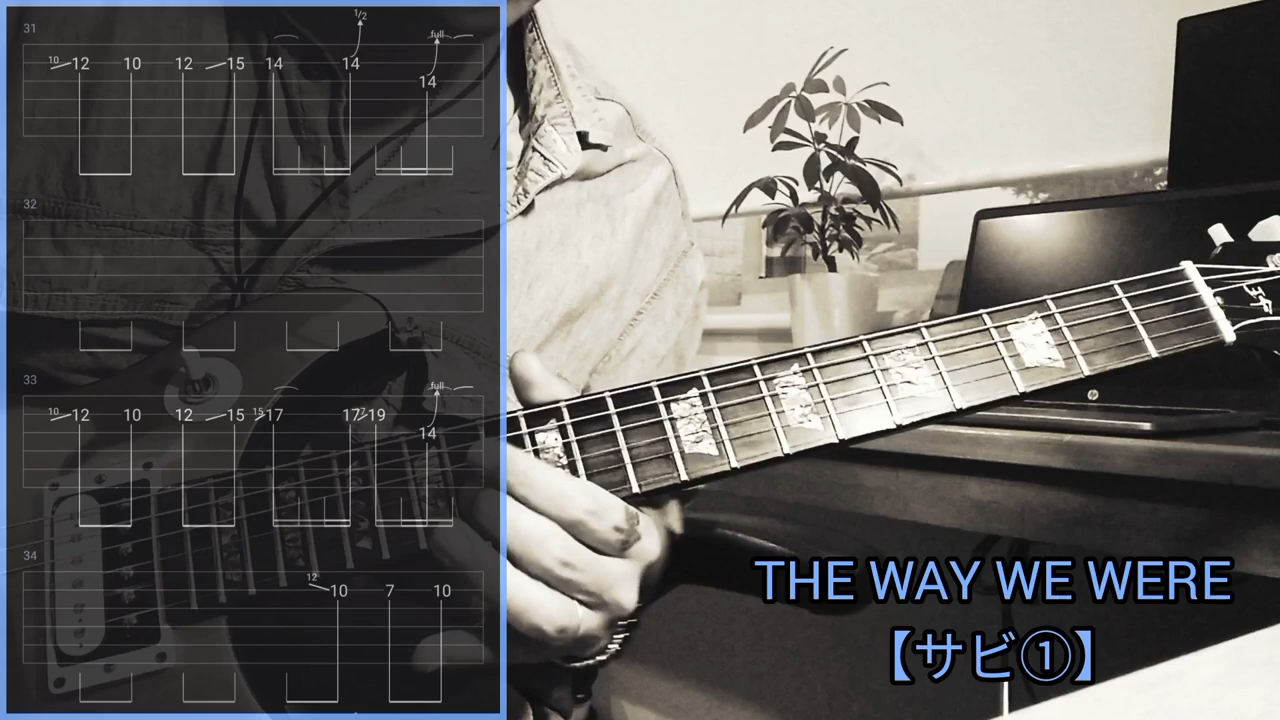 31
1/2
full
10 12 10 12 15 14 14
14
32
33
full
10 12 10 12 15 15 17 17 19
14
34
12 10 7 10
THE WAY WE WERE
【サビ①】